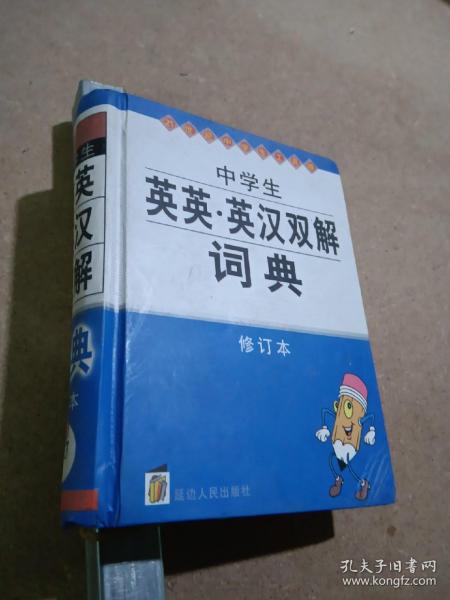 中学生
英英·英汉双解
词典
修订本
延边人民出版社
生
英
汉
解
典
本
孔夫子旧书网
www.kongfz.com